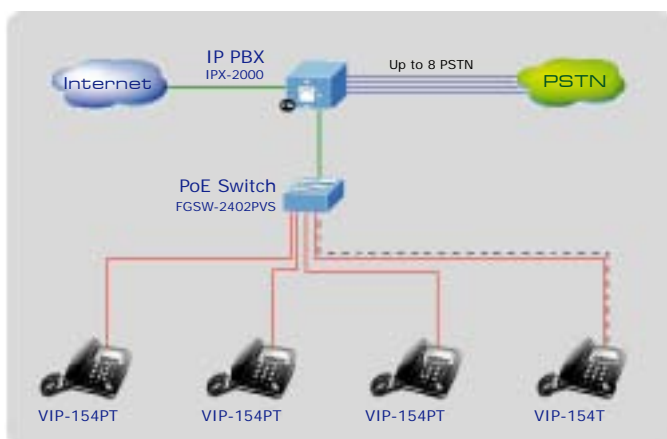 IP PBX
IPX-2000
Internet
Up to 8 PSTN
PSTN
PoE Switch
FGSW-2402PVS
VIP-154PT
VIP-154PT
VIP-154PT
VIP-154T